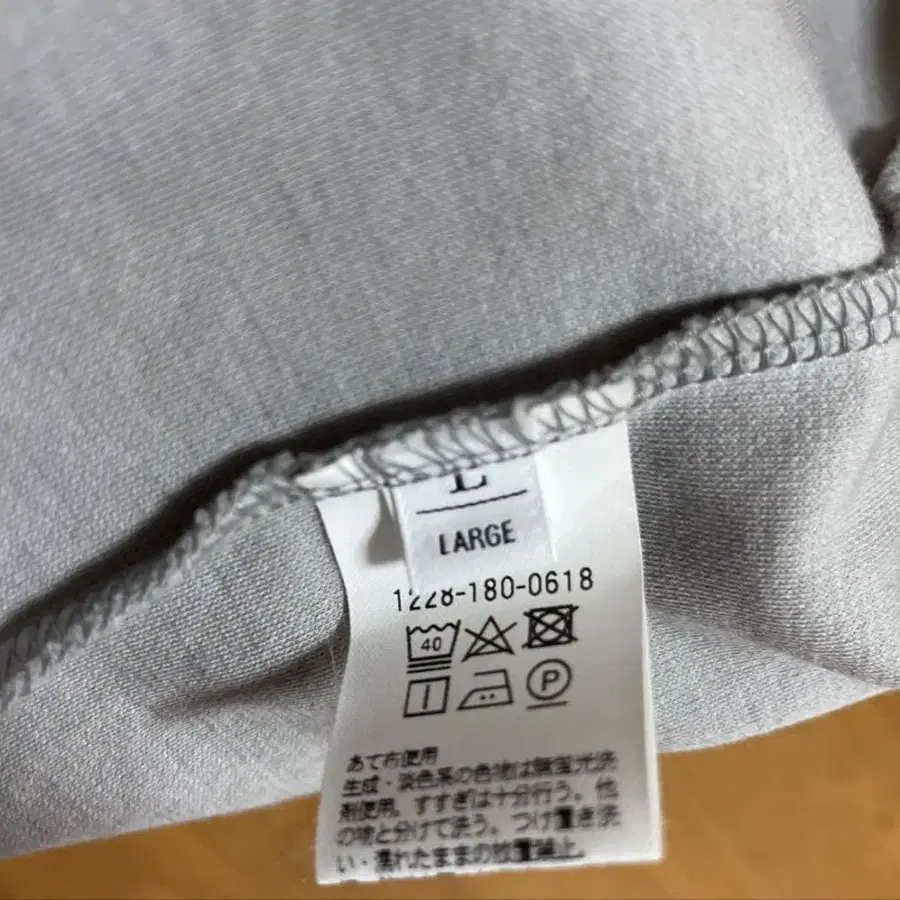 L
LARGE
1228-180-0618
40
P
あて布使用
生成・淡色系の色物は無蛍光洗
剤使用。すすぎは十分行う。他
の物と分けて洗う。つけ置き洗
い・濡れたままの放置禁止。